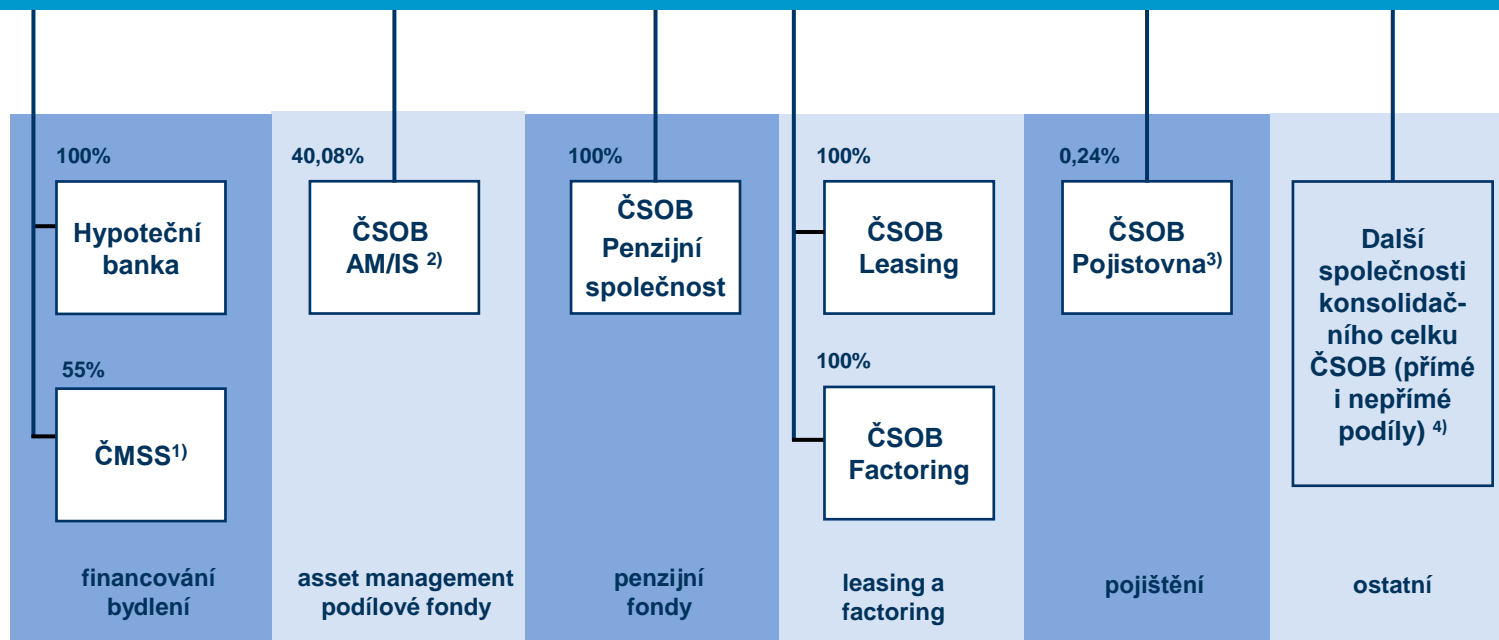 100%
Hypoteční
banka
55%
ČMSS1)
financování
bydlení
40,08%
ČSOB
AM/IS 2)
asset management
podílové fondy
100%
ČSOB
Penzijní
společnost
penzijní
fondy
100%
ČSOB
Leasing
100%
ČSOB
Factoring
leasing a
factoring
0,24%
ČSOB
Pojistovna3)
pojištění
Další
společnosti
konsolidač-
ního celku
ČSOB (přímé
i nepřímé
podíly) 4)
ostatní